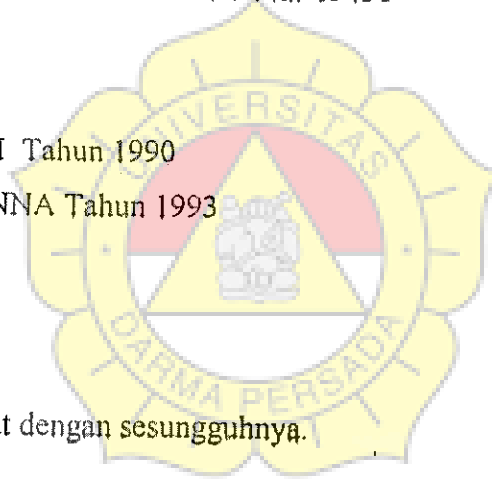 UNIVERSITAS
Tahun 1990
NNA Tahun 1993
DARMA PERSADA
t dengan sesungguhnya.